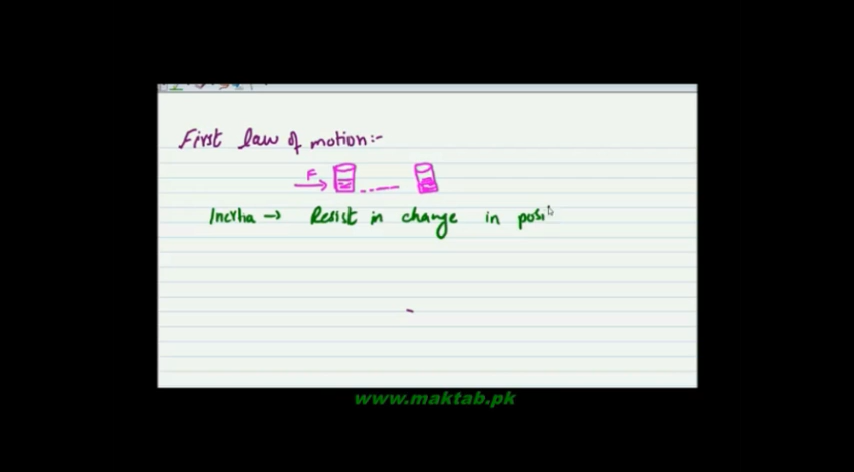 First law of motion:-
F
Inertia → Resist in change in posi
www.maktab.pk